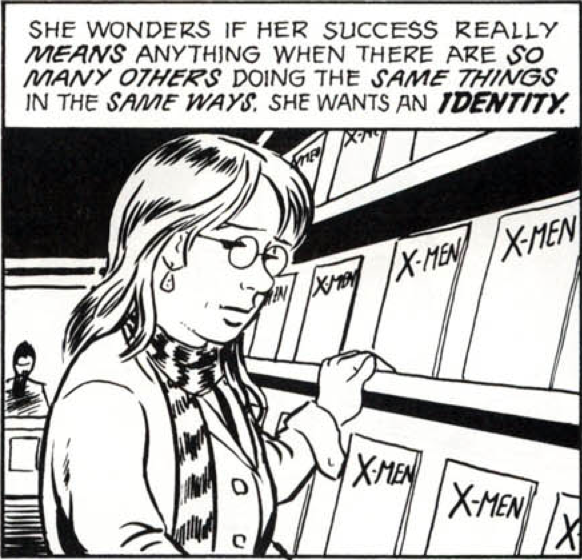 SHE WONDERS IF HER SUCCESS REALLY
MEANS ANYTHING WHEN THERE ARE SO
MANY OTHERS DOING THE SAME THINGS
IN THE SAME WAYS. SHE WANTS AN IDENTITY.
X-MEN
X-MEN
X-MEN
X-MEN
X-MEN